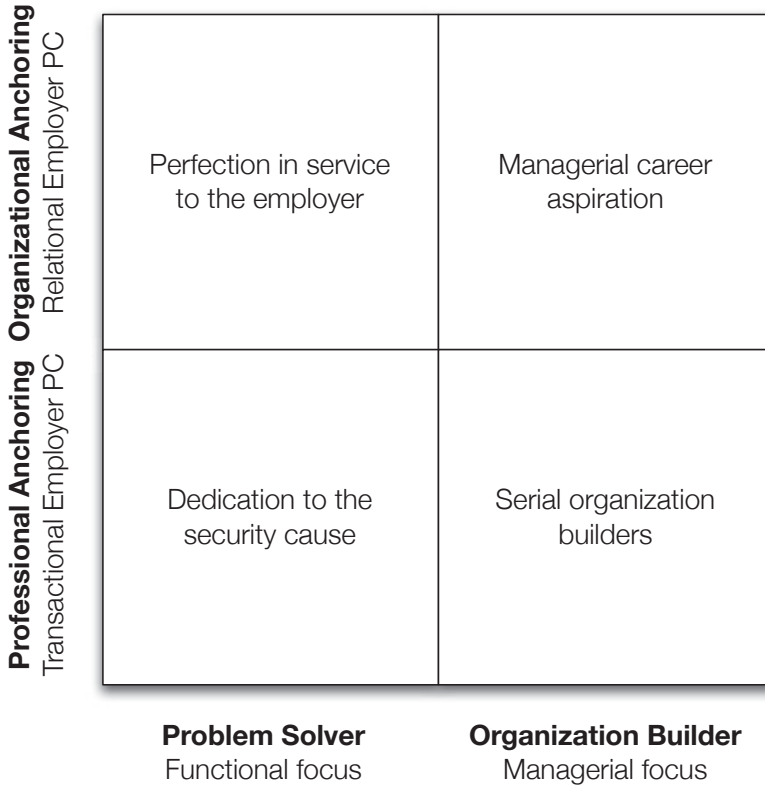 Organizational Anchoring
Relational Employer PC
Perfection in service
to the employer
Managerial career
aspiration
Professional Anchoring
Transactional Employer PC
Dedication to the
security cause
Serial organization
builders
Problem Solver
Functional focus
Organization Builder
Managerial focus